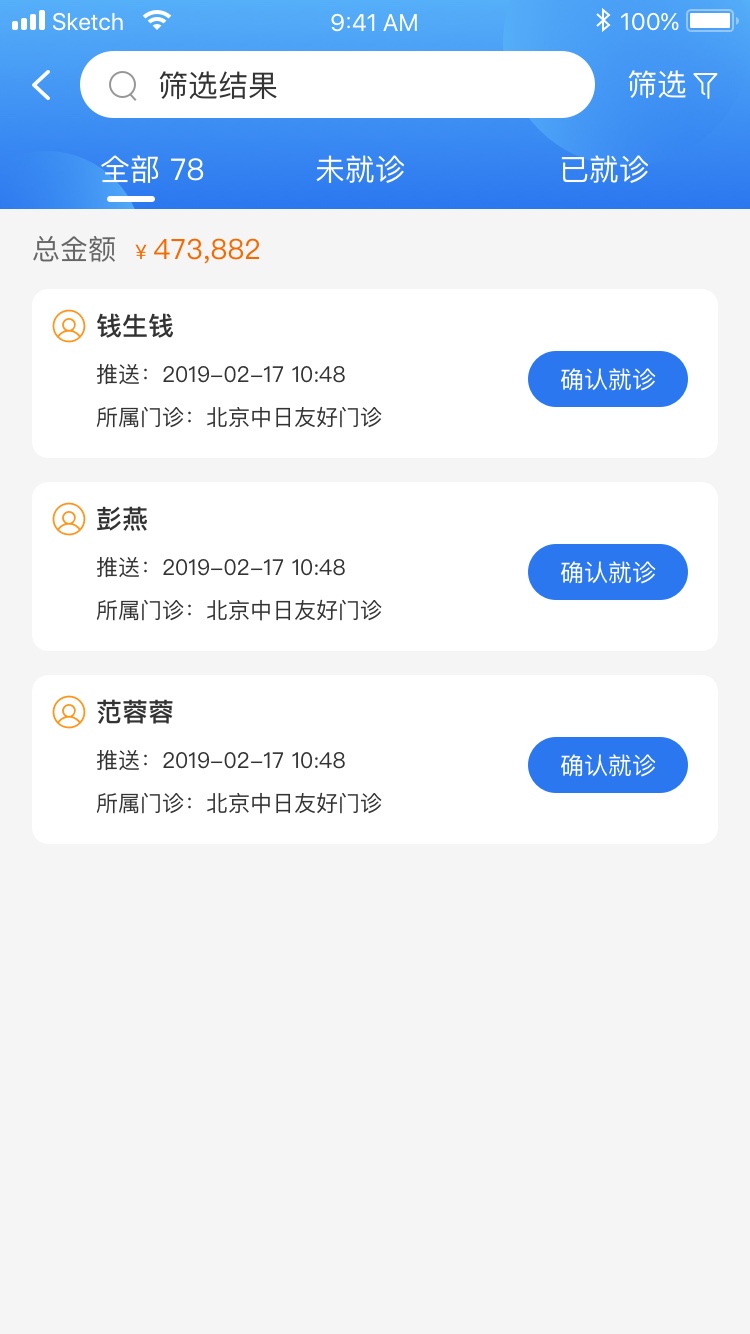 Sketch 9:41 AM 100%
筛选结果 筛选
全部 78 未就诊 已就诊
总金额 ¥ 473,882
钱生钱
推送：2019-02-17 10:48
确认就诊
所属门诊：北京中日友好门诊
彭燕
推送：2019-02-17 10:48
确认就诊
所属门诊：北京中日友好门诊
范蓉蓉
推送：2019-02-17 10:48
确认就诊
所属门诊：北京中日友好门诊